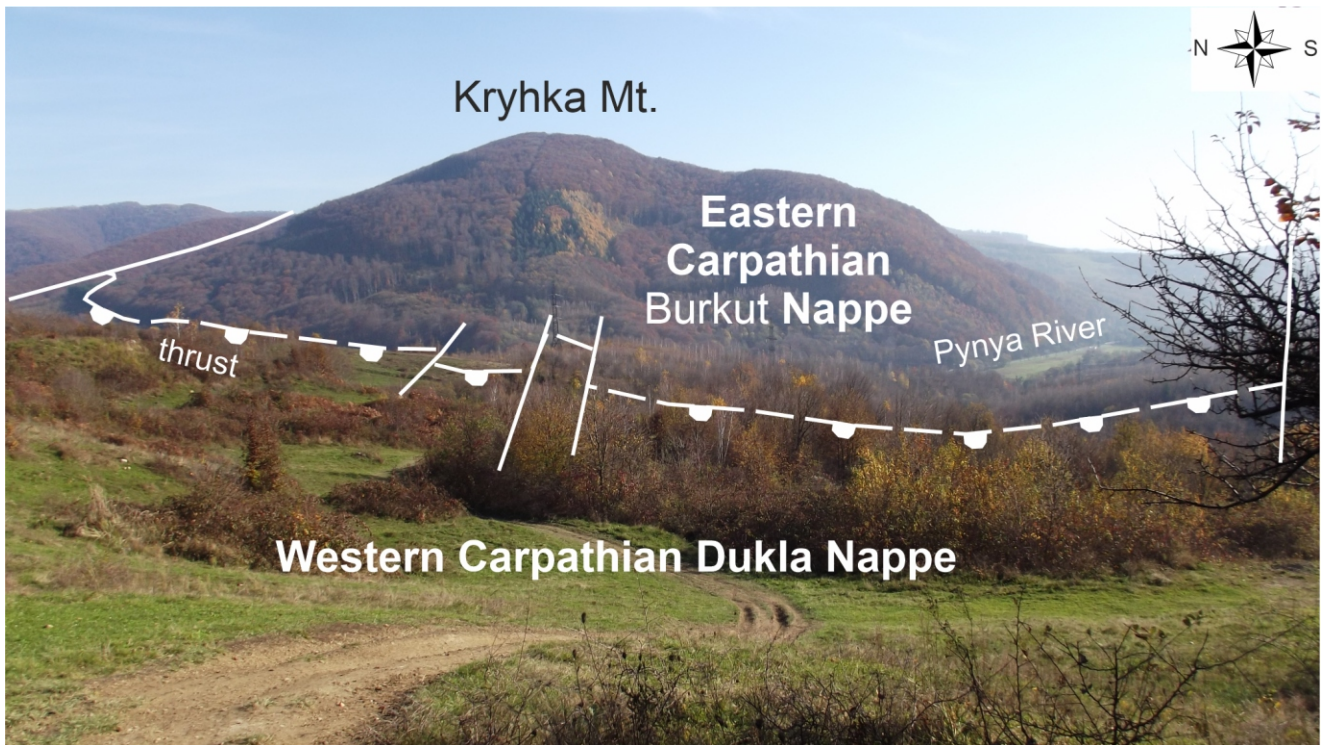 N S
Kryhka Mt.
Eastern
Carpathian
Burkut Nappe
Pynya River
thrust
Western Carpathian Dukla Nappe